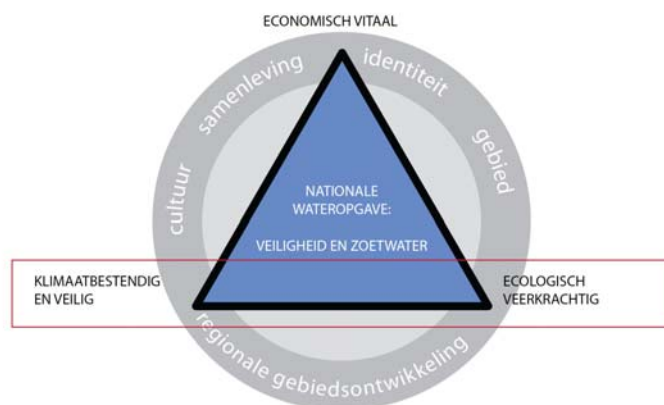 ECONOMISCH VITAAL
cultuur
samenleving
identiteit
gebied
NATIONALE
WATEROPGAVE:
VEILIGHEID EN ZOETWATER
KLIMAATBESTENDIG
EN VEILIG
ECOLOGISCH
VEERKRACHTIG
regionale gebiedsontwikkeling